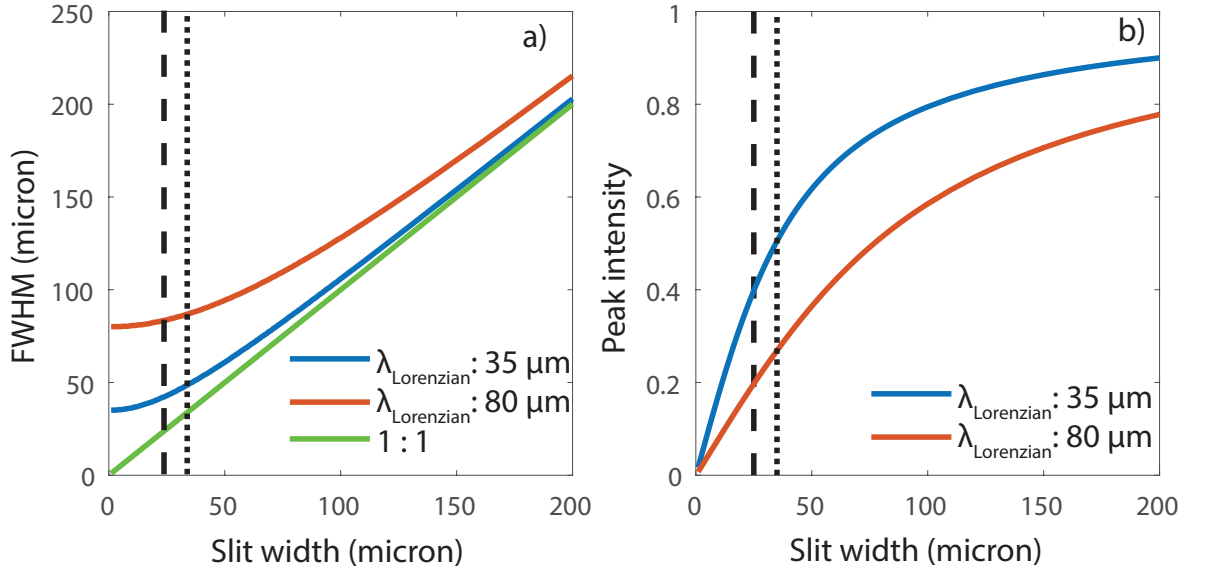 a)
250
200
150
100
50
0
FWHM (micron)
λLorenzian: 35 μm
λLorenzian: 80 μm
1 : 1
0 50 100 150 200
Slit width (micron)
b)
1
0.8
0.6
0.4
0.2
0
Peak intensity
λLorenzian: 35 μm
λLorenzian: 80 μm
0 50 100 150 200
Slit width (micron)